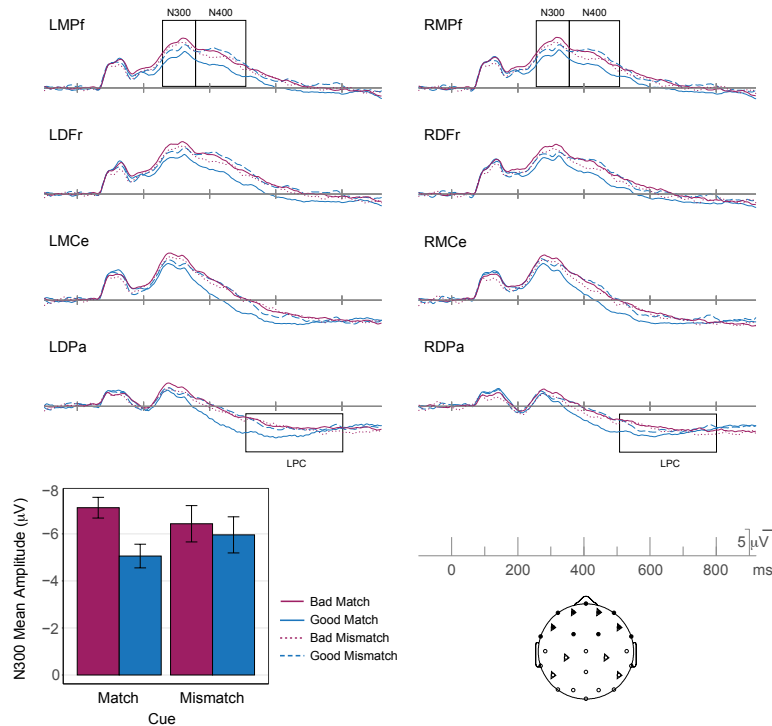 N300 N400
LMPf
N300 N400
RMPf
LDFr
RDFr
LMCe
RMCe
LDPa
RDPa
LPC
LPC
N300 Mean Amplitude (μV)
−8
−6
−4
−2
0
Match Mismatch
Cue
Bad Match
Good Match
Bad Mismatch
Good Mismatch
5 μV
0 200 400 600 800 ms